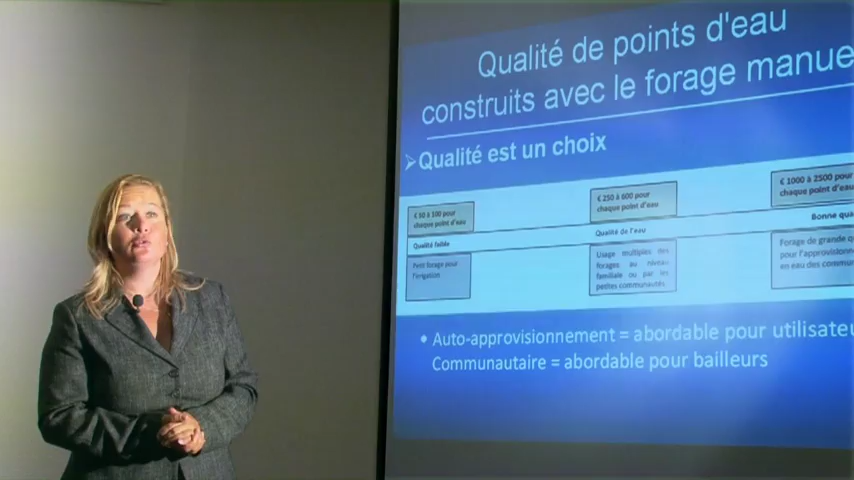 Qualité de points d'eau
construits avec le forage manue
Qualité est un choix
€ 50 à 100 pour
chaque point d'eau
€ 250 à 600 pour
chaque point d'eau
€ 1000 à 2500 pour
chaque point d'eau
Qualité faible
Qualité de l'eau
Bonne qua
Petit forage pour
l'irrigation
Usage multiples des
forages au niveau
familiale ou par les
petites communautés.
Forage de grande q
pour l'approvisionn
en eau des commun
• Auto-approvisionnement = abordable pour utilisateu
Communautaire = abordable pour bailleurs